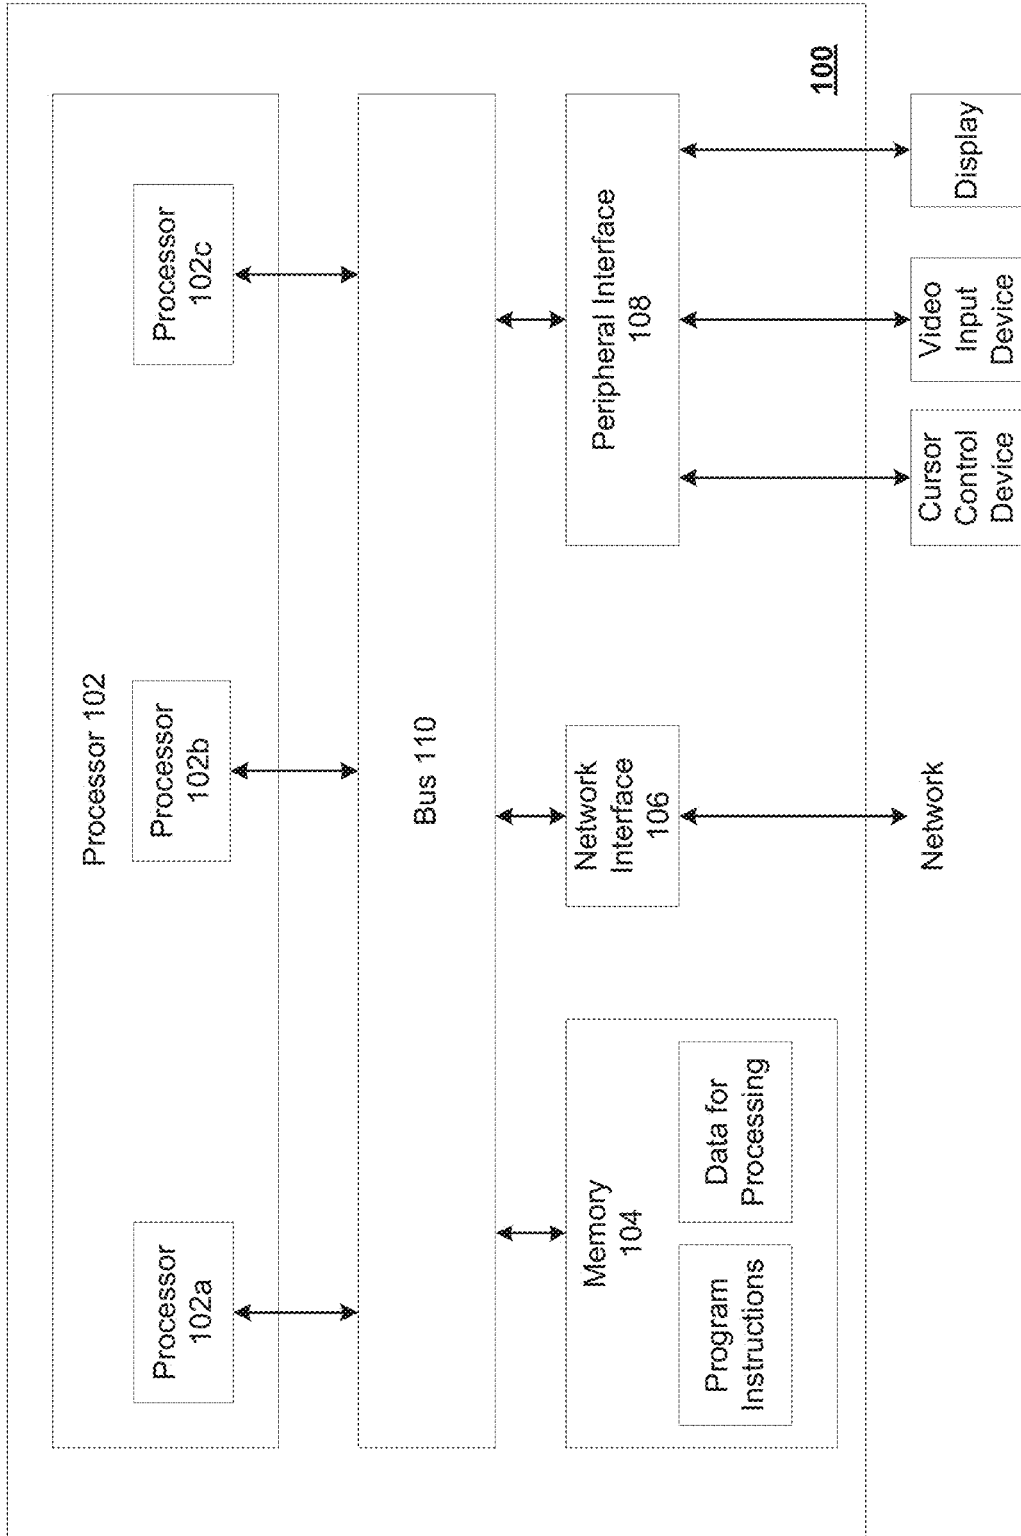 Processor 102
Processor
102a
Processor
102b
Processor
102c
Bus 110
Memory
104
Program
Instructions
Data for
Processing
Network
Interface
106
Peripheral Interface
108
100
Network
Cursor
Control
Device
Video
Input
Device
Display